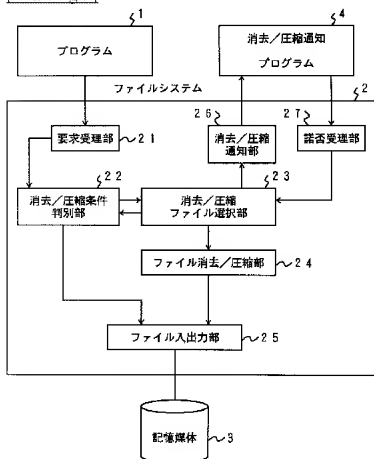 1
プログラム
4
消去／圧縮通知
プログラム
ファイルシステム
2
要求受理部
21
26
消去／圧縮
通知部
27
諾否受理部
22
消去／圧縮条件
判別部
23
消去／圧縮
ファイル選択部
ファイル消去／圧縮部
24
ファイル入出力部
25
記憶媒体
3